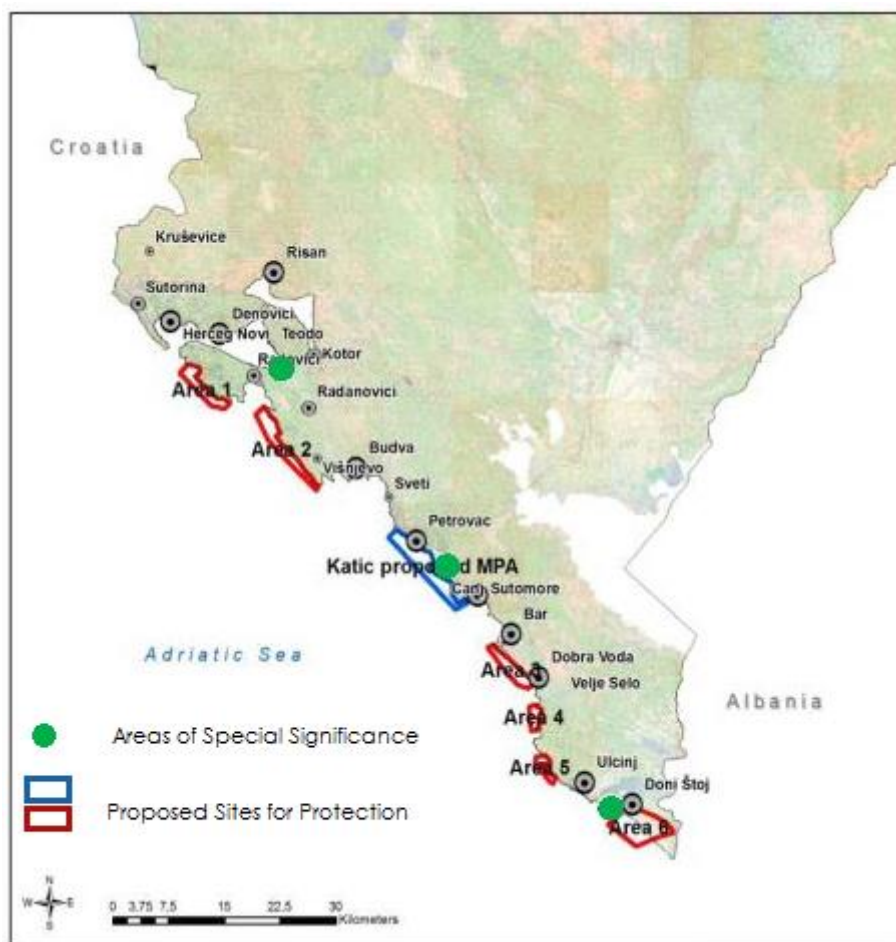 Croatia
Kruševice
Risan
Sutorina
Denovici
Herceg Novi
Teodo
Kotor
Area 1
Radanovici
Area 2
Budva
Višnjevo
Sveti
Petrovac
Katic proposed MPA
Canj
Sutomore
Bar
Adriatic Sea
Area 3
Dobra Voda
Velje Selo
Albania
Area 4
Areas of Special Significance
Area 5
Ulcinj
Doni Štoj
Proposed Sites for Protection
Area 6
N
W E
S
0 3,75 7,5 15 22,5 30
Kilometers